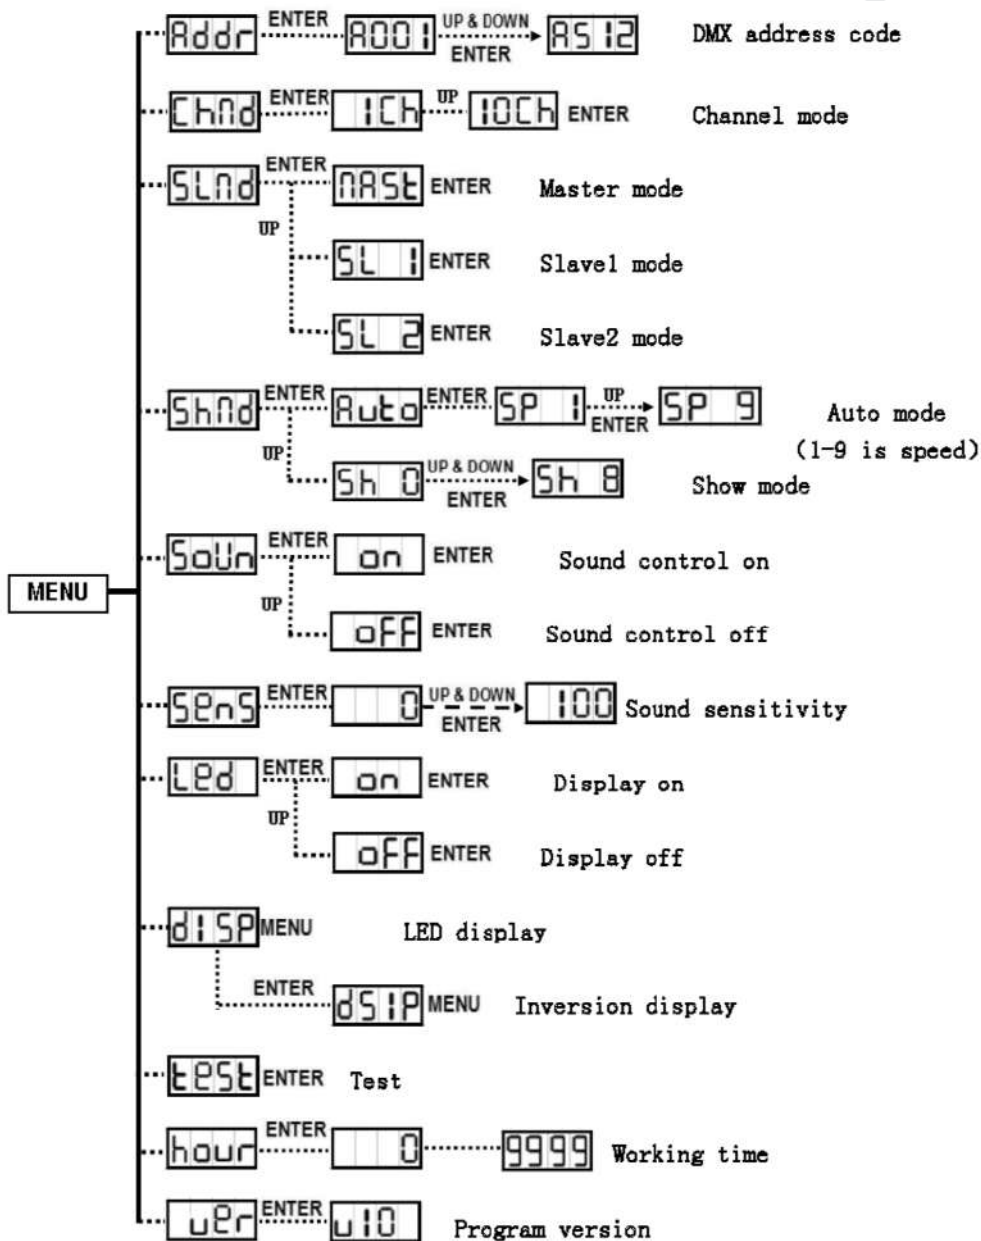 Addr ENTER A001 UP & DOWN ENTER A512 DMX address code
ChMd ENTER 1Ch UP 10Ch ENTER Channel mode
SLMd ENTER MASt ENTER Master mode
UP SL 1 ENTER Slave1 mode
SL 2 ENTER Slave2 mode
ShMd ENTER Auto ENTER SP 1 UP ENTER SP 9 Auto mode
(1-9 is speed)
UP Sh 0 UP & DOWN ENTER Sh 8 Show mode
SoUn ENTER on ENTER Sound control on
MENU
UP oFF ENTER Sound control off
SenS ENTER 0 UP & DOWN ENTER 100 Sound sensitivity
Led ENTER on ENTER Display on
UP oFF ENTER Display off
dISP MENU LED display
ENTER dSIP MENU Inversion display
test ENTER Test
hour ENTER 0 9999 Working time
uer ENTER u10 Program version